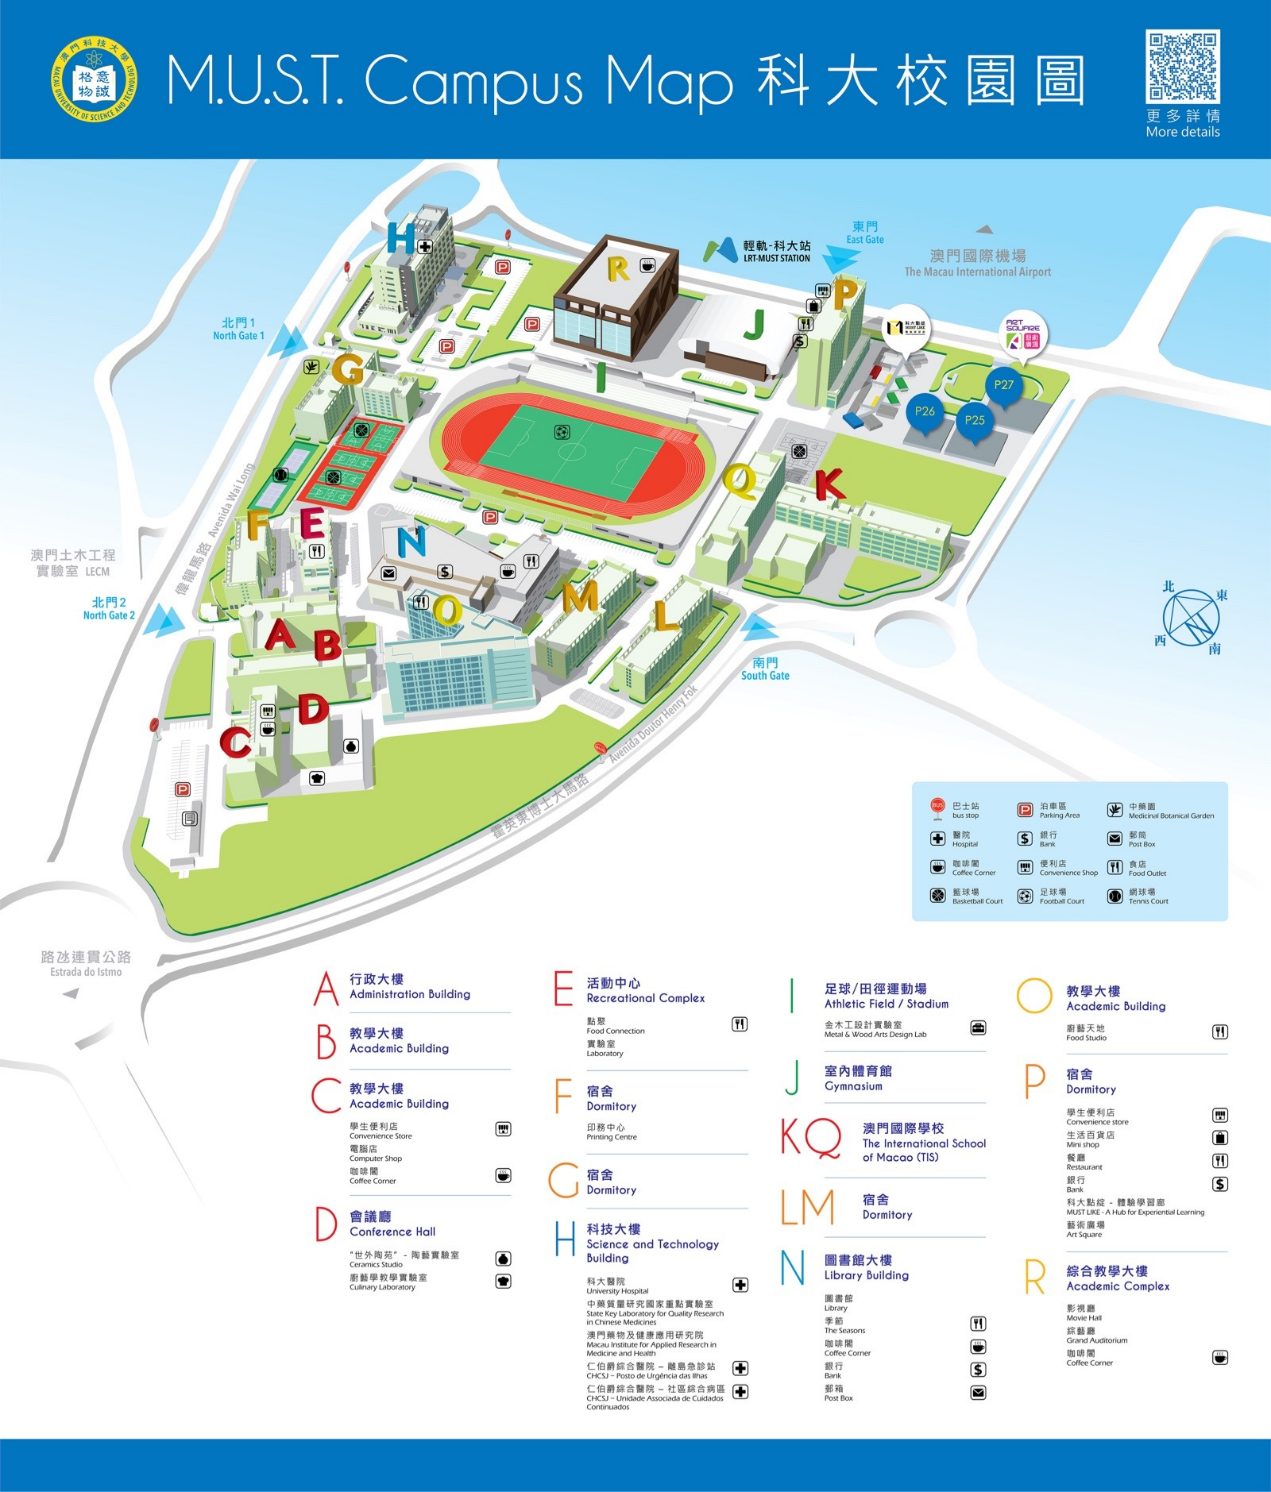 澳門科技大學
意誠格物
MACAU UNIVERSITY OF SCIENCE AND TECHNOLOGY
M.U.S.T. Campus Map 科大校園圖
更多詳情
More details
H
R
J
P
G
I
F
E
N
Q
K
O
M
L
A
B
D
C
輕軌-科大站
LRT-MUST STATION
東門
East Gate
澳門國際機場
The Macau International Airport
北門1
North Gate 1
科大點綻
MUST LIKE
ART
SQUARE
藝術廣場
P27
P26
P25
偉龍馬路 Avenida Wai Long
澳門土木工程
實驗室 LECM
北門2
North Gate 2
南門
South Gate
霍英東博士大馬路 Avenida Doutor Henry Fok
北
東
西
南
路氹連貫公路
Estrada do Istmo
BUS
巴士站
bus stop
P
泊車區
Parking Area
中藥園
Medicinal Botanical Garden
醫院
Hospital
$
銀行
Bank
郵筒
Post Box
咖啡閣
Coffee Corner
便利店
Convenience Shop
食店
Food Outlet
籃球場
Basketball Court
足球場
Football Court
網球場
Tennis Court
A
行政大樓
Administration Building
B
教學大樓
Academic Building
C
教學大樓
Academic Building
學生便利店
Convenience Store
電腦店
Computer Shop
咖啡閣
Coffee Corner
D
會議廳
Conference Hall
"世外陶苑" - 陶藝實驗室
Ceramics Studio
廚藝學教學實驗室
Culinary Laboratory
E
活動中心
Recreational Complex
點聚
Food Connection
實驗室
Laboratory
F
宿舍
Dormitory
印務中心
Printing Centre
G
宿舍
Dormitory
H
科技大樓
Science and Technology
Building
科大醫院
University Hospital
中藥質量研究國家重點實驗室
State Key Laboratory for Quality Research
in Chinese Medicines
澳門藥物及健康應用研究院
Macau Institute for Applied Research in
Medicine and Health
仁伯爵綜合醫院 – 離島急診站
CHCSJ – Posto de Urgência das Ilhas
仁伯爵綜合醫院 – 社區綜合病區
CHCSJ – Unidade Associada de Cuidados
Continuados
I
足球/田徑運動場
Athletic Field / Stadium
金木工設計實驗室
Metal & Wood Arts Design Lab
J
室內體育館
Gymnasium
KQ
澳門國際學校
The International School
of Macao (TIS)
LM
宿舍
Dormitory
N
圖書館大樓
Library Building
圖書館
Library
季節
The Seasons
咖啡閣
Coffee Corner
銀行
Bank
$
郵箱
Post Box
O
教學大樓
Academic Building
廚藝天地
Food Studio
P
宿舍
Dormitory
學生便利店
Convenience store
生活百貨店
Mini shop
餐廳
Restaurant
銀行
Bank
$
科大點綻 - 體驗學習廊
MUST LIKE - A Hub for Experiential Learning
藝術廣場
Art Square
R
綜合教學大樓
Academic Complex
影視廳
Movie Hall
綜藝廳
Grand Auditorium
咖啡閣
Coffee Corner